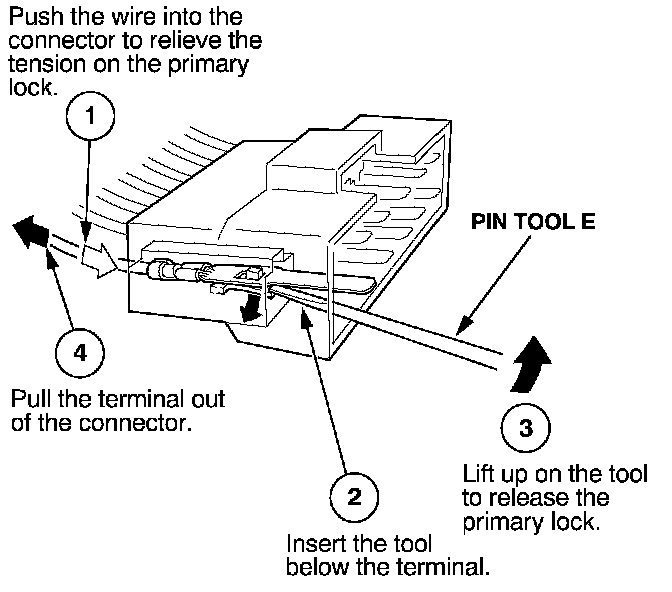 Push the wire into the
connector to relieve the
tension on the primary
lock.
1
PIN TOOL E
4
Pull the terminal out
of the connector.
3
Lift up on the tool
to release the
primary lock.
2
Insert the tool
below the terminal.